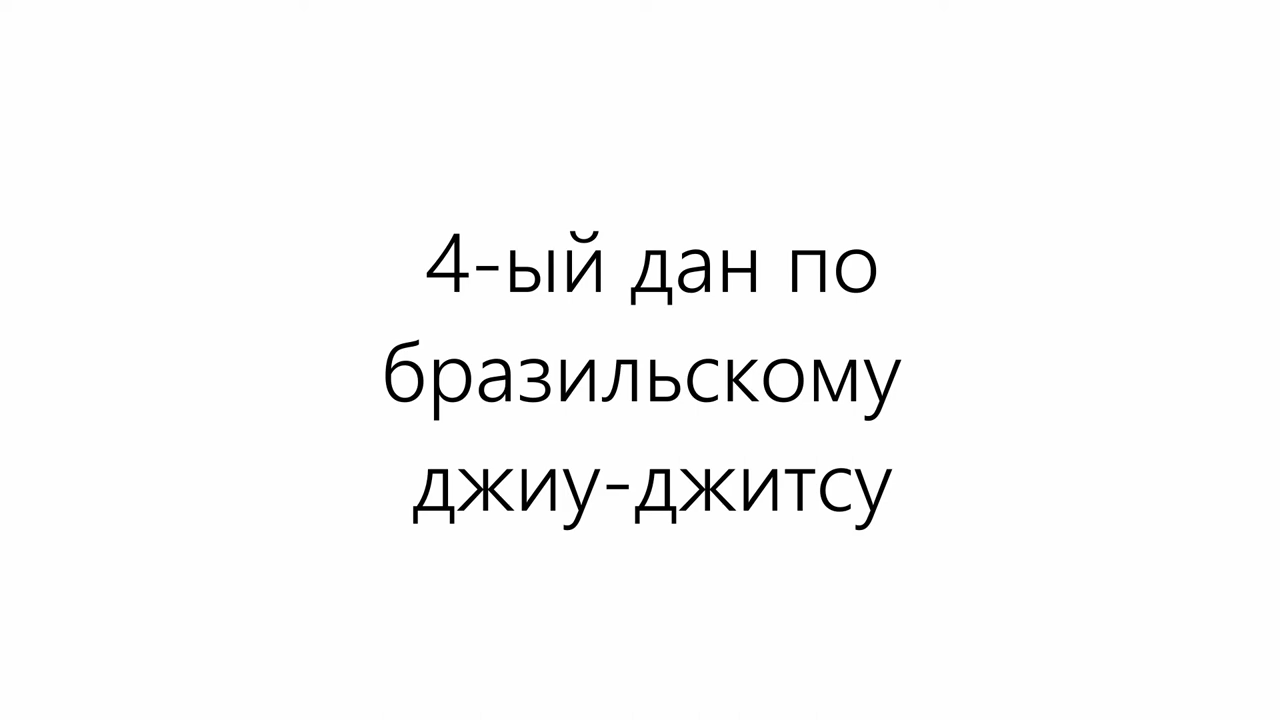 4-ый дан по
бразильскому
джиу-джитсу